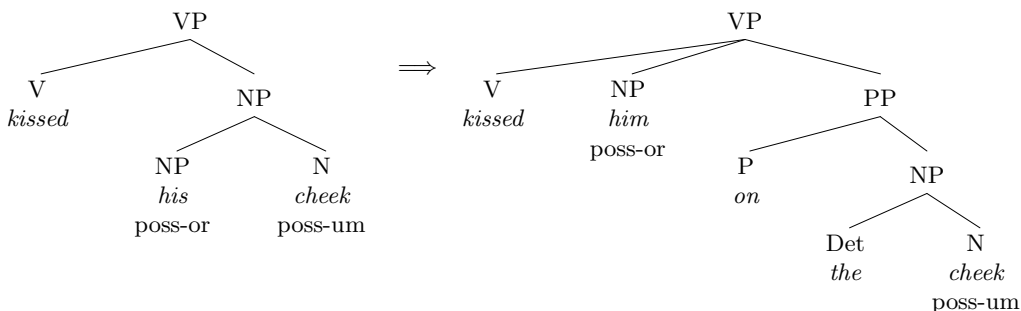 VP VP
⟹
V NP V NP PP
kissed kissed him
poss-or
NP N P NP
his cheek on
poss-or poss-um
Det N
the cheek
poss-um